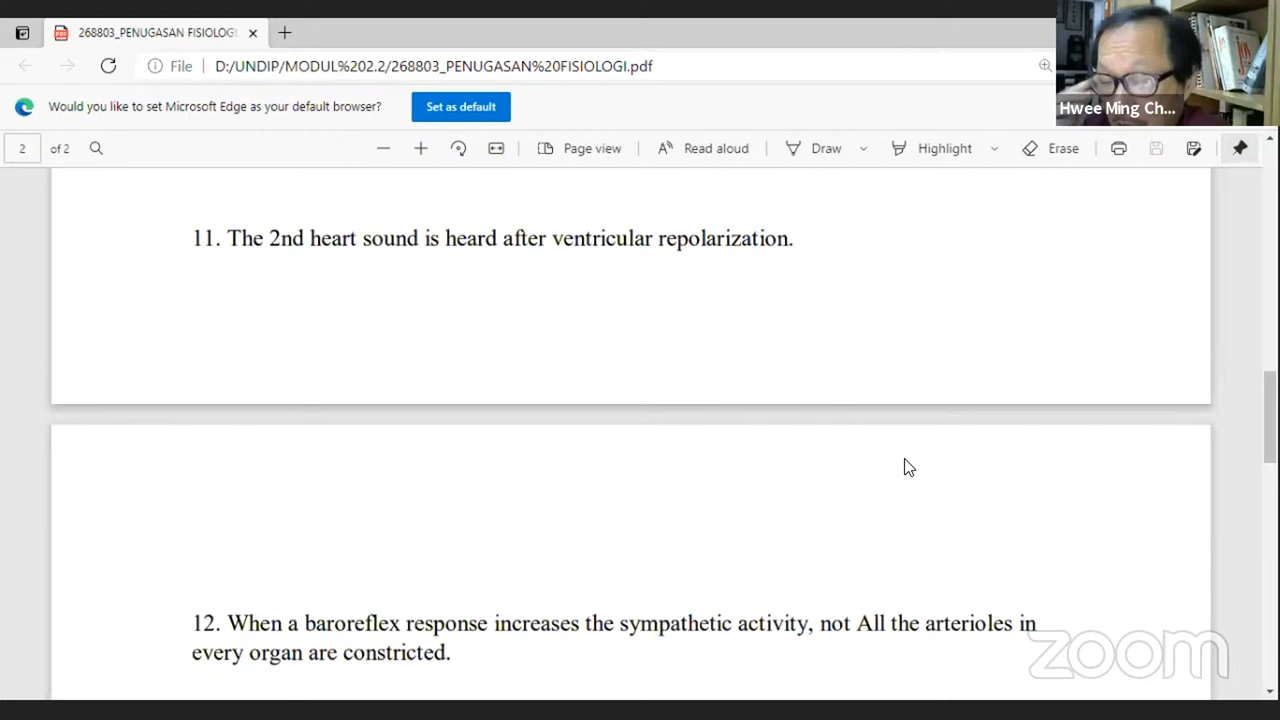 268803_PENUGASAN FISIOLOGI
File D:/UNDIP/MODUL%202.2/268803_PENUGASAN%20FISIOLOGI.pdf
Hwee Ming Ch...
Would you like to set Microsoft Edge as your default browser? Set as default
2 of 2 Page view Read aloud Draw Highlight Erase
11. The 2nd heart sound is heard after ventricular repolarization.
12. When a baroreflex response increases the sympathetic activity, not All the arterioles in
every organ are constricted.
zoom